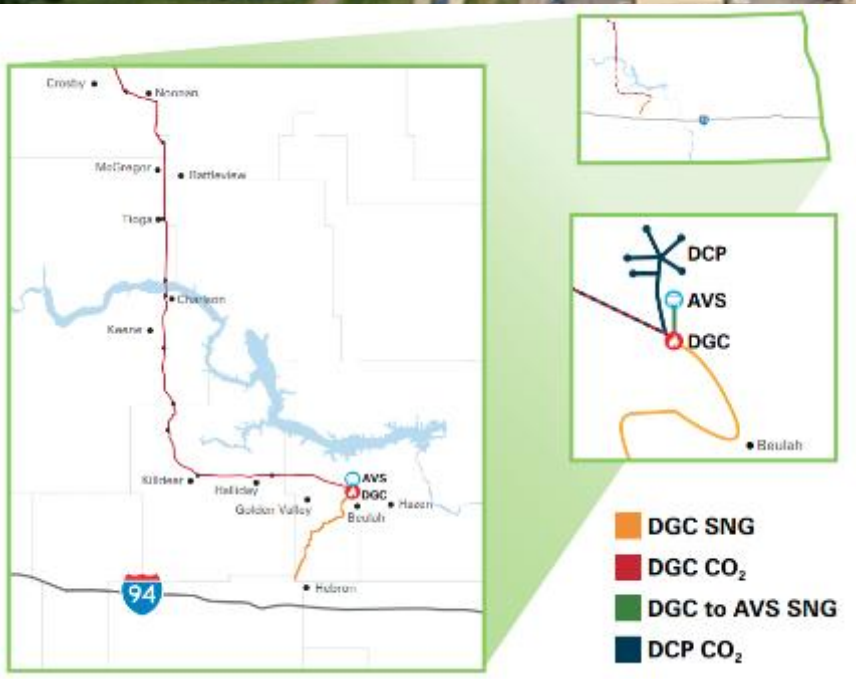 Crosby
Noonan
McGregor
Battleview
Tioga
Charlson
Keene
Killdeer
Halliday
AVS
DGC
Golden Valley
Beulah
Hazen
94
Hebron
DCP
AVS
DGC
Beulah
DGC SNG
DGC CO₂
DGC to AVS SNG
DCP CO₂